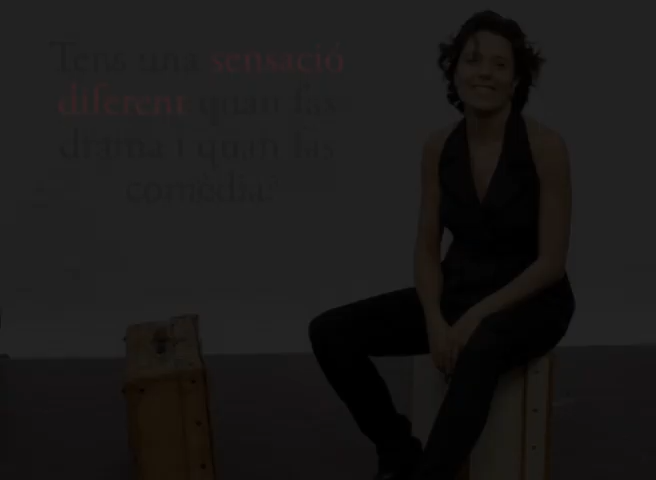 Tens una sensació
diferent quan fas
drama i quan fas
comèdia?